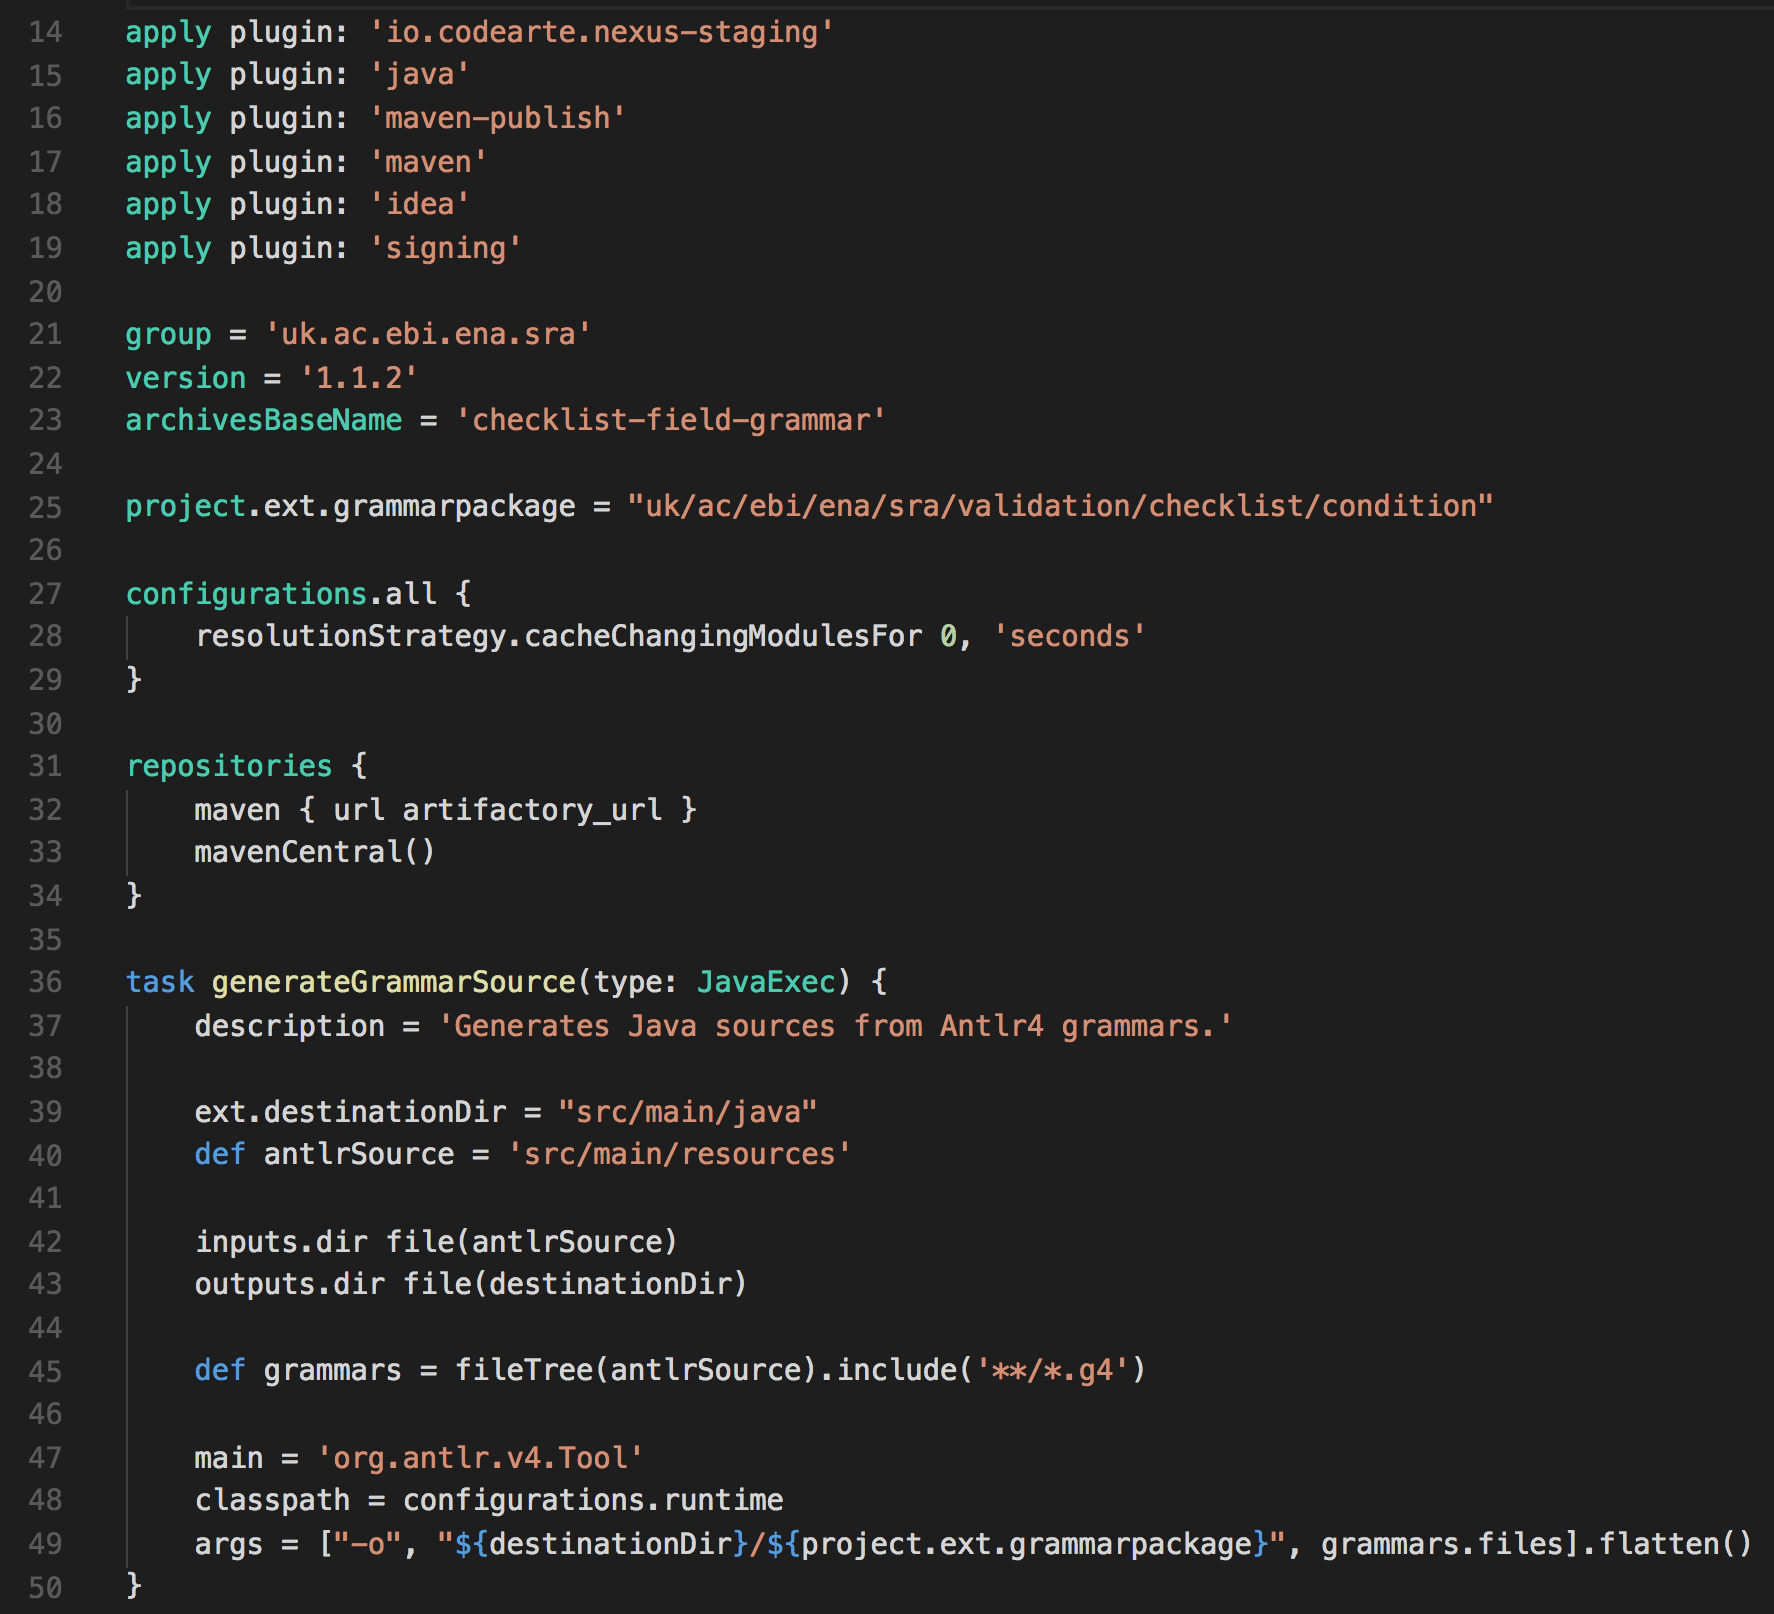 14 apply plugin: 'io.codearte.nexus-staging'
15 apply plugin: 'java'
16 apply plugin: 'maven-publish'
17 apply plugin: 'maven'
18 apply plugin: 'idea'
19 apply plugin: 'signing'
20
21 group = 'uk.ac.ebi.ena.sra'
22 version = '1.1.2'
23 archivesBaseName = 'checklist-field-grammar'
24
25 project.ext.grammarpackage = "uk/ac/ebi/ena/sra/validation/checklist/condition"
26
27 configurations.all {
28     resolutionStrategy.cacheChangingModulesFor 0, 'seconds'
29 }
30
31 repositories {
32     maven { url artifactory_url }
33     mavenCentral()
34 }
35
36 task generateGrammarSource(type: JavaExec) {
37     description = 'Generates Java sources from Antlr4 grammars.'
38
39     ext.destinationDir = "src/main/java"
40     def antlrSource = 'src/main/resources'
41
42     inputs.dir file(antlrSource)
43     outputs.dir file(destinationDir)
44
45     def grammars = fileTree(antlrSource).include('**/*.g4')
46
47     main = 'org.antlr.v4.Tool'
48     classpath = configurations.runtime
49     args = ["-o", "${destinationDir}/${project.ext.grammarpackage}", grammars.files].flatten()
50 }